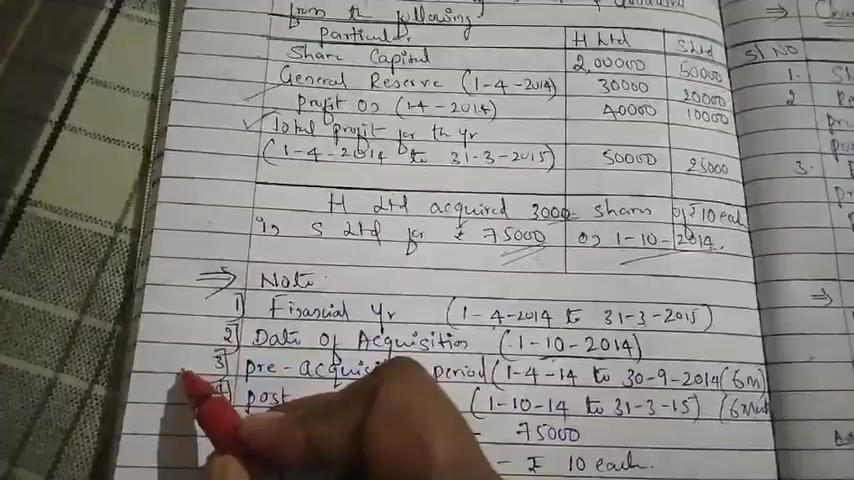 from the following.
Particular H Ltd S Ltd
Share Capital 2,00000 50000
General Reserve (1-4-2014) 30000 20000
profit on (1-4-2014) 40000 10000
Total profit for th yr
(1-4-2014 to 31-3-2015) 50000 25000
H Ltd acquired 3000 shares of ₹10 each
in S Ltd for ₹ 75000 on 1-10-2014.
Note:
1] Financial yr (1-4-2014 to 31-3-2015)
2] Date of Acquisition (1-10-2014)
3] pre-acquisi period (1-4-14 to 30-9-2014 (6m)
4] post (1-10-14 to 31-3-15)
- 75000
- ₹ 10 each.
Sl No
1.
2
3.